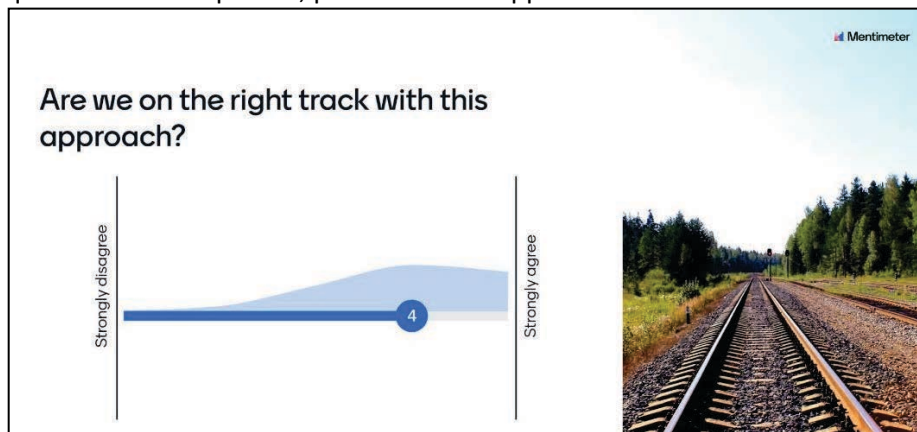 Mentimeter
Are we on the right track with this
approach?
Strongly disagree
4
Strongly agree